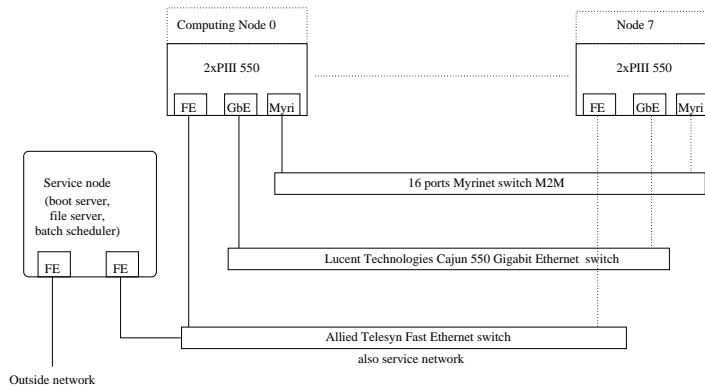 Computing Node 0
Node 7
2xPIII 550
2xPIII 550
FE
GbE
Myri
FE
GbE
Myri
16 ports Myrinet switch M2M
Service node
(boot server,
file server,
batch scheduler)
FE
FE
Lucent Technologies Cajun 550 Gigabit Ethernet switch
Allied Telesyn Fast Ethernet switch
also service network
Outside network